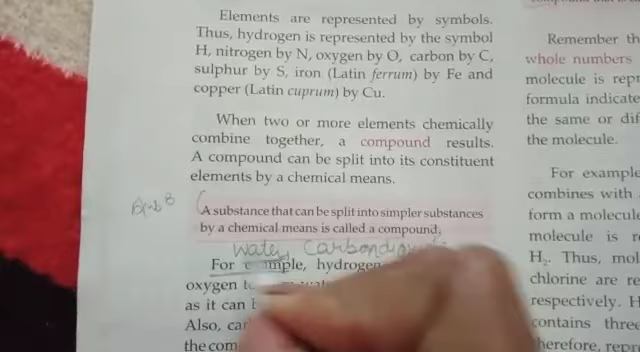 Elements are represented by symbols.
Thus, hydrogen is represented by the symbol
H, nitrogen by N, oxygen by O, carbon by C,
sulphur by S, iron (Latin ferrum) by Fe and
copper (Latin cuprum) by Cu.
When two or more elements chemically
combine together, a compound results.
A compound can be split into its constituent
elements by a chemical means.
A substance that can be split into simpler substances
by a chemical means is called a compound.
Water, Carbondioxide
For example, hydrogen
oxygen
as it can
Also,
the
Remember
whole numbers
molecule is
formula
the same or
the molecule.
For example
combines with
form a molecule
molecule is
H2. Thus,
chlorine are
respectively.
contains three